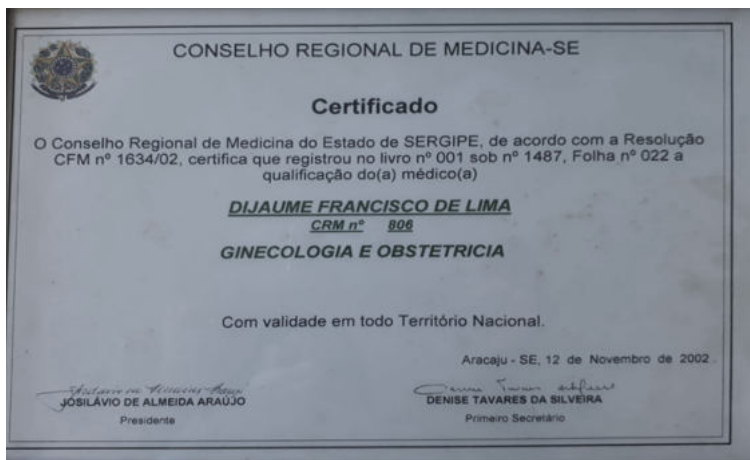 CONSELHO REGIONAL DE MEDICINA-SE
Certificado
O Conselho Regional de Medicina do Estado de SERGIPE, de acordo com a Resolução
CFM nº 1634/02, certifica que registrou no livro nº 001 sob nº 1487, Folha nº 022 a
qualificação do(a) médico(a)
DIJAUME FRANCISCO DE LIMA
CRM nº 806
GINECOLOGIA E OBSTETRICIA
Com validade em todo Território Nacional.
Aracaju - SE, 12 de Novembro de 2002.
JOSILÁVIO DE ALMEIDA ARAÚJO
Presidente
DENISE TAVARES DA SILVEIRA
Primeiro Secretário